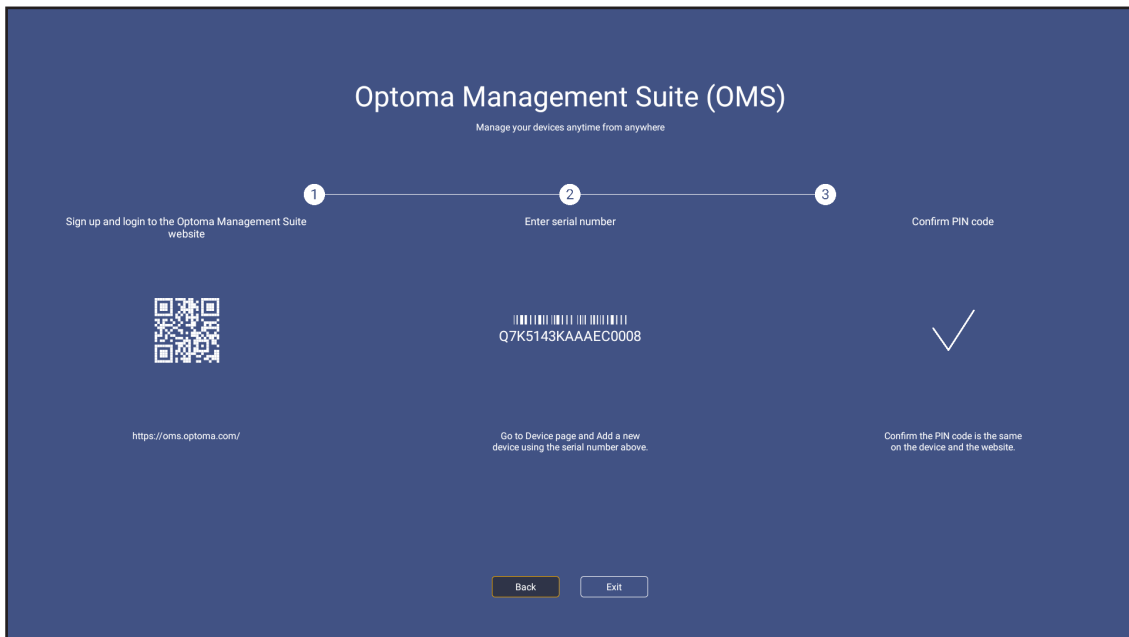 Optoma Management Suite (OMS)
Manage your devices anytime from anywhere
1
2
3
Sign up and login to the Optoma Management Suite
website
Enter serial number
Confirm PIN code
Q7K5143KAAAEC0008
https://oms.optoma.com/
Go to Device page and Add a new
device using the serial number above.
Confirm the PIN code is the same
on the device and the website.
Back
Exit